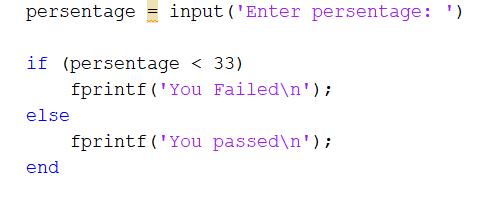 persentage = input('Enter persentage: ')
if (persentage < 33)
fprintf('You Failed\n');
else
fprintf('You passed\n');
end